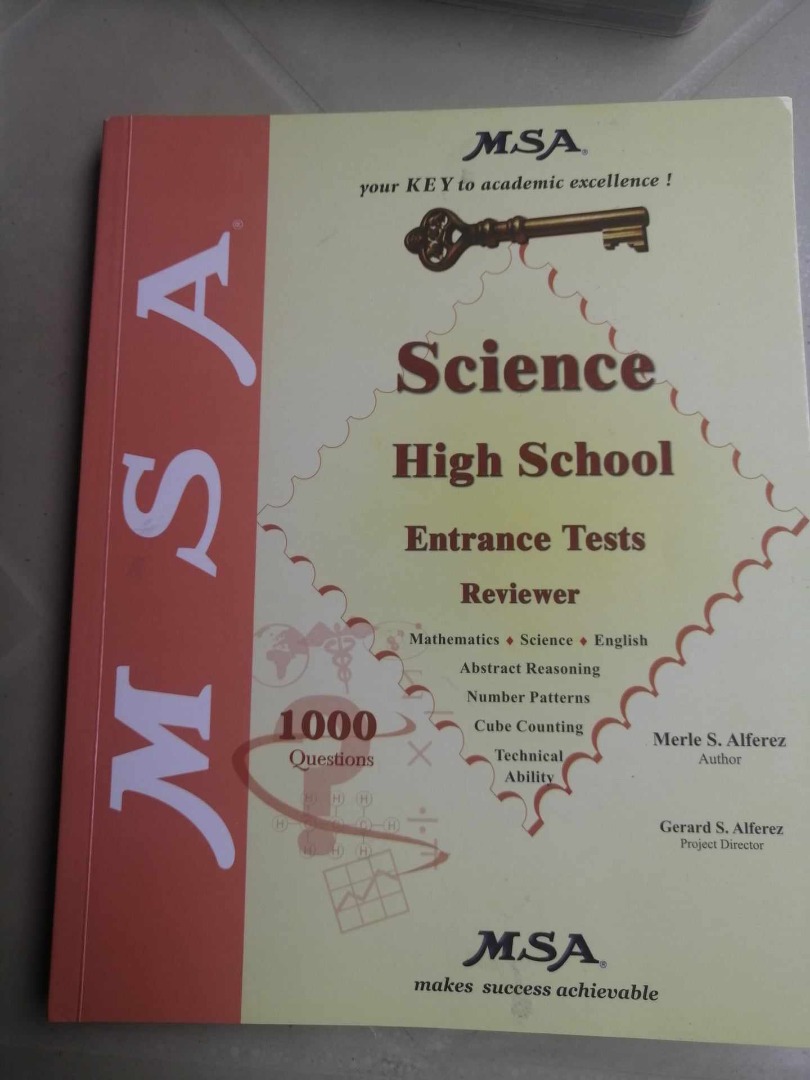 MSA®
MSA®
your KEY to academic excellence !
Science
High School
Entrance Tests
Reviewer
Mathematics ♦ Science ♦ English
Abstract Reasoning
Number Patterns
Cube Counting
Technical
Ability
1000
Questions
Merle S. Alferez
Author
Gerard S. Alferez
Project Director
H H H
H C C C H
H H H
MSA®
makes success achievable